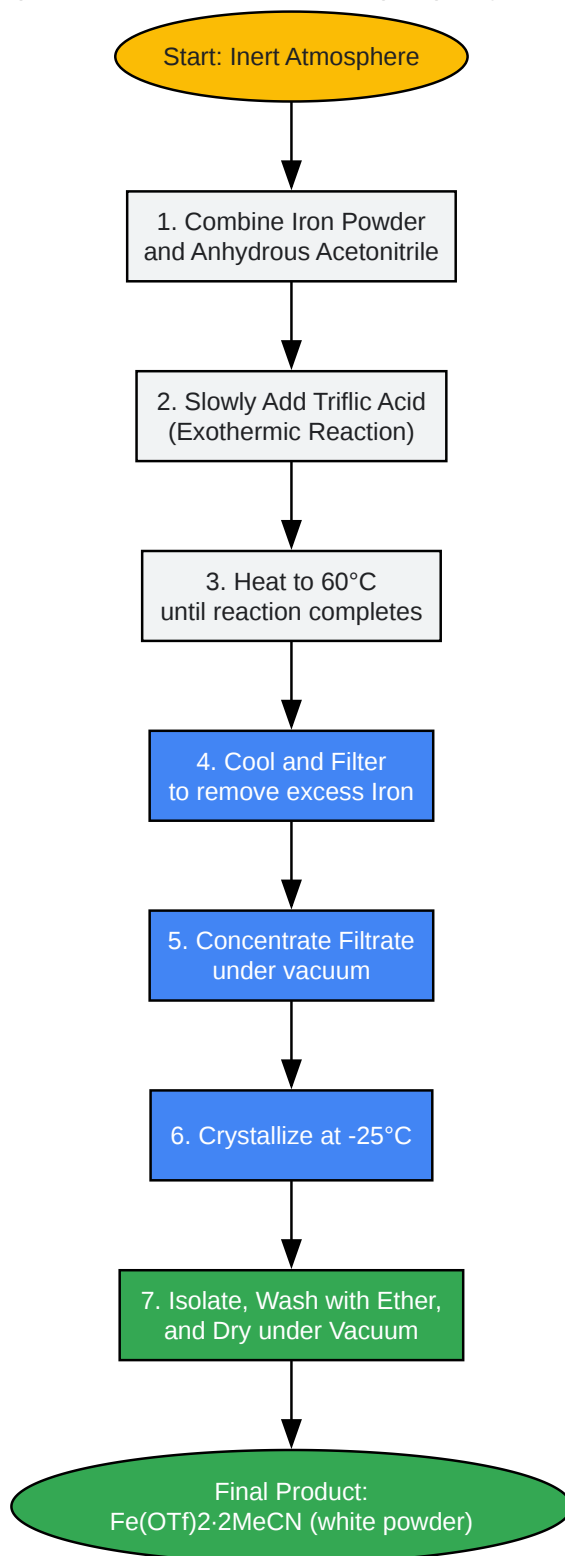 Start: Inert Atmosphere
1. Combine Iron Powder
and Anhydrous Acetonitrile
2. Slowly Add Triflic Acid
(Exothermic Reaction)
3. Heat to 60°C
until reaction completes
4. Cool and Filter
to remove excess Iron
5. Concentrate Filtrate
under vacuum
6. Crystallize at -25°C
7. Isolate, Wash with Ether,
and Dry under Vacuum
Final Product:
Fe(OTf)2·2MeCN (white powder)